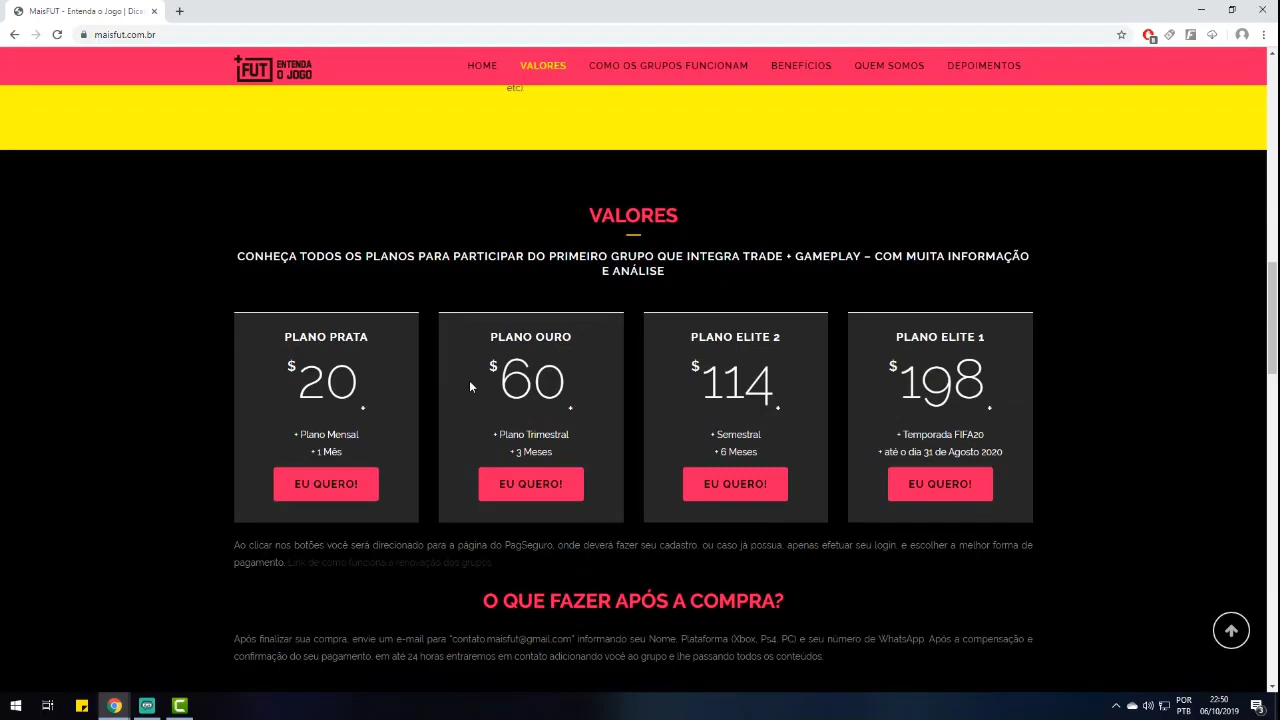 MaisFUT - Entenda o Jogo | Dica
maisfut.com.br
FUT ENTENDA O JOGO
HOME VALORES COMO OS GRUPOS FUNCIONAM BENEFÍCIOS QUEM SOMOS DEPOIMENTOS
etc).
VALORES
CONHEÇA TODOS OS PLANOS PARA PARTICIPAR DO PRIMEIRO GRUPO QUE INTEGRA TRADE + GAMEPLAY – COM MUITA INFORMAÇÃO
E ANÁLISE
PLANO PRATA
$20
+ Plano Mensal
+ 1 Mês
EU QUERO!
PLANO OURO
$60
+ Plano Trimestral
+ 3 Meses
EU QUERO!
PLANO ELITE 2
$114
+ Semestral
+ 6 Meses
EU QUERO!
PLANO ELITE 1
$198
+ Temporada FIFA20
+ até o dia 31 de Agosto 2020
EU QUERO!
Ao clicar nos botões você será direcionado para a página do PagSeguro, onde deverá fazer seu cadastro, ou caso já possua, apenas efetuar seu login, e escolher a melhor forma de
pagamento. Link de como funciona a renovação dos grupos.
O QUE FAZER APÓS A COMPRA?
Após finalizar sua compra, envie um e-mail para "contato.maisfut@gmail.com" informando seu Nome, Plataforma (Xbox, Ps4, PC) e seu número de WhatsApp. Após a compensação e
confirmação do seu pagamento, em até 24 horas entraremos em contato adicionando você ao grupo e lhe passando todos os conteúdos.
POR
PTB
22:50
06/10/2019